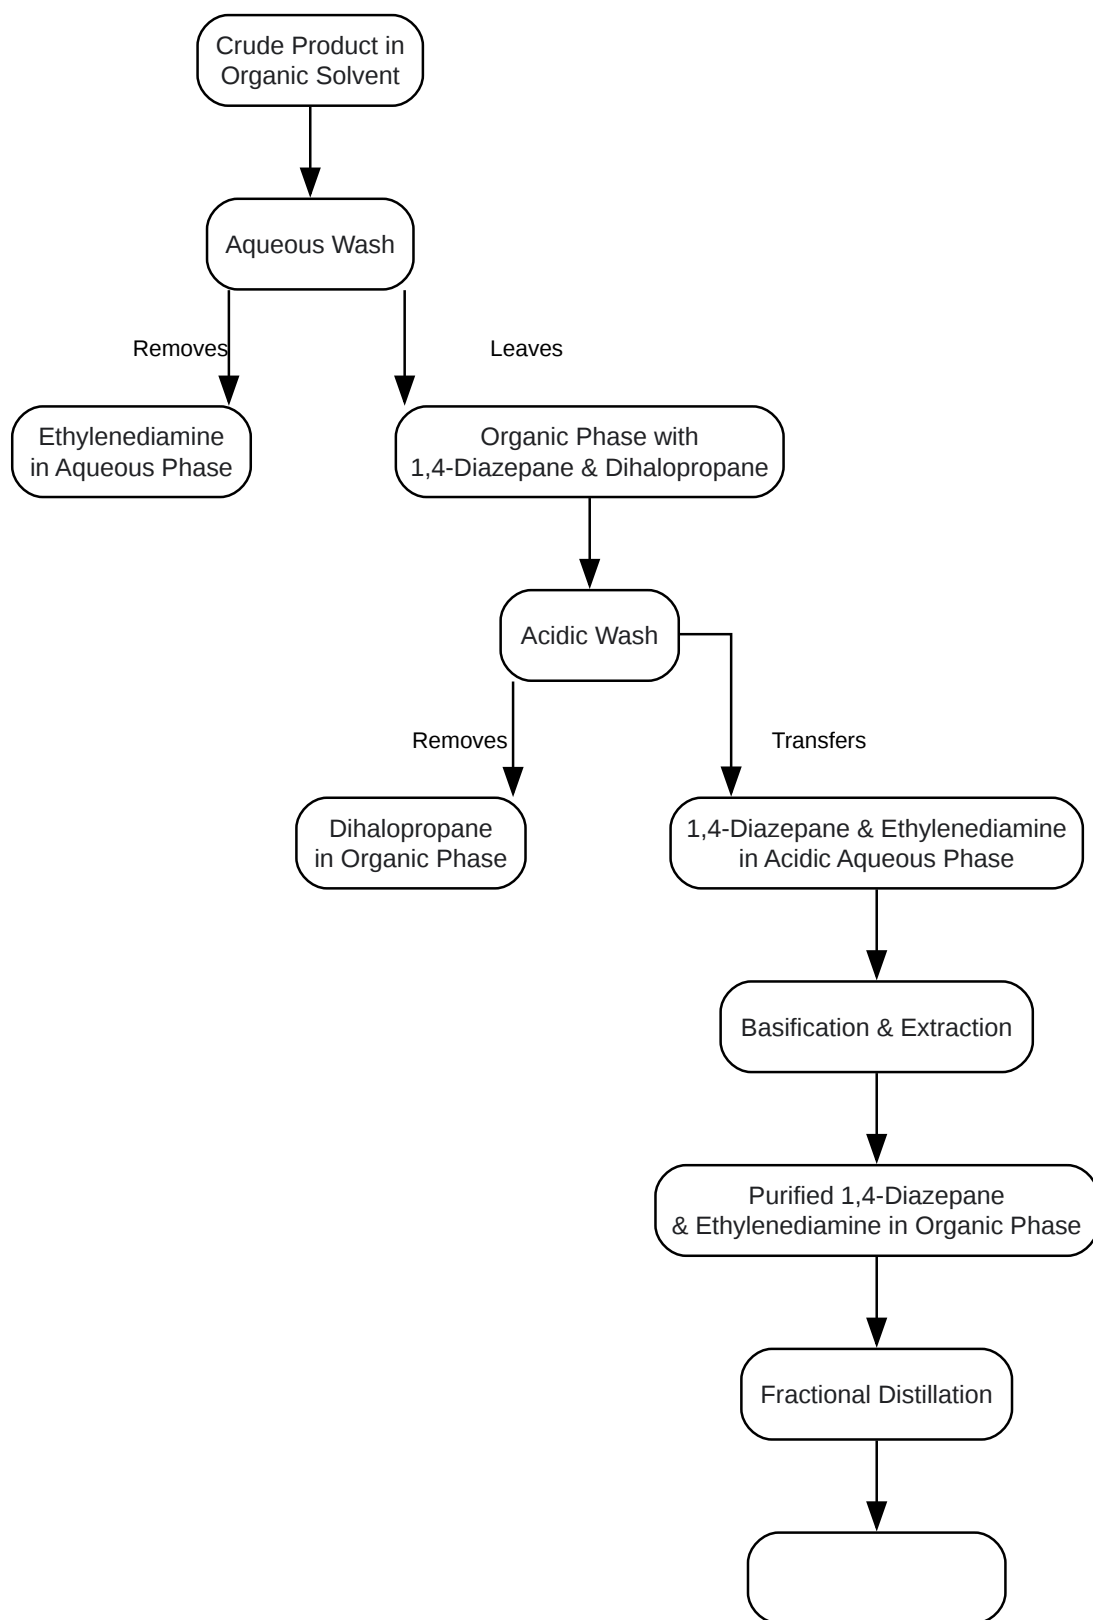 Crude Product in
Organic Solvent
Aqueous Wash
Removes
Leaves
Ethylenediamine
in Aqueous Phase
Organic Phase with
1,4-Diazepane & Dihalopropane
Acidic Wash
Removes
Transfers
Dihalopropane
in Organic Phase
1,4-Diazepane & Ethylenediamine
in Acidic Aqueous Phase
Basification & Extraction
Purified 1,4-Diazepane
& Ethylenediamine in Organic Phase
Fractional Distillation